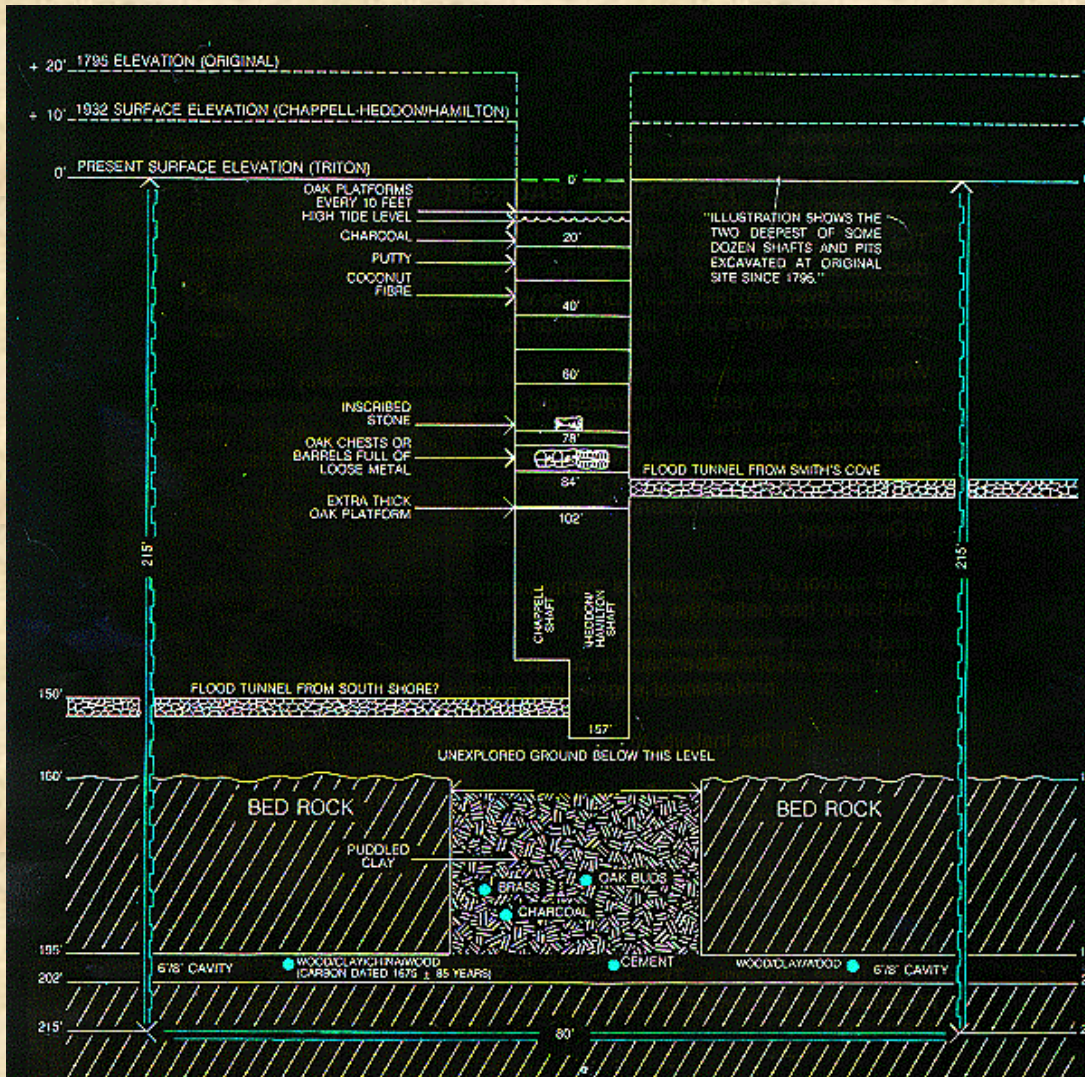 + 20' 1795 ELEVATION (ORIGINAL)
+ 10' 1932 SURFACE ELEVATION (CHAPPELL-HEDDON/HAMILTON)
0' PRESENT SURFACE ELEVATION (TRITON)
0'
OAK PLATFORMS
EVERY 10 FEET
HIGH TIDE LEVEL
CHARCOAL
20'
PUTTY
COCONUT
FIBRE
40'
60'
"ILLUSTRATION SHOWS THE
TWO DEEPEST OF SOME
DOZEN SHAFTS AND PITS
EXCAVATED AT ORIGINAL
SITE SINCE 1795."
INSCRIBED
STONE
78'
OAK CHESTS OR
BARRELS FULL OF
LOOSE METAL
84'
FLOOD TUNNEL FROM SMITH'S COVE
EXTRA THICK
OAK PLATFORM
102'
215'
215'
CHAPPELL
SHAFT
HEDDON/
HAMILTON
SHAFT
150'
FLOOD TUNNEL FROM SOUTH SHORE?
157'
UNEXPLORED GROUND BELOW THIS LEVEL
160'
BED ROCK
BED ROCK
PUDDLED
CLAY
BRASS
OAK BUDS
CHARCOAL
195'
6'/8' CAVITY
WOOD/CLAY/CHINA/WOOD
(CARBON DATED 1575 ± 85 YEARS)
CEMENT
WOOD/CLAY/WOOD
6'/8' CAVITY
202'
215'
80'